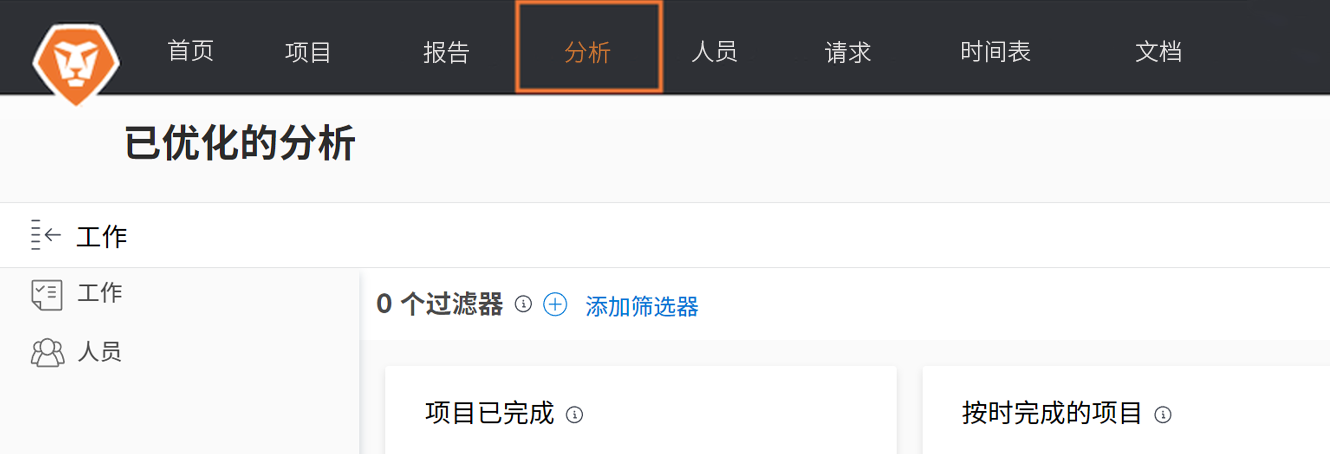 首页 项目 报告 分析 人员 请求 时间表 文档
已优化的分析
工作
工作
人员
0 个过滤器 添加筛选器
项目已完成
按时完成的项目